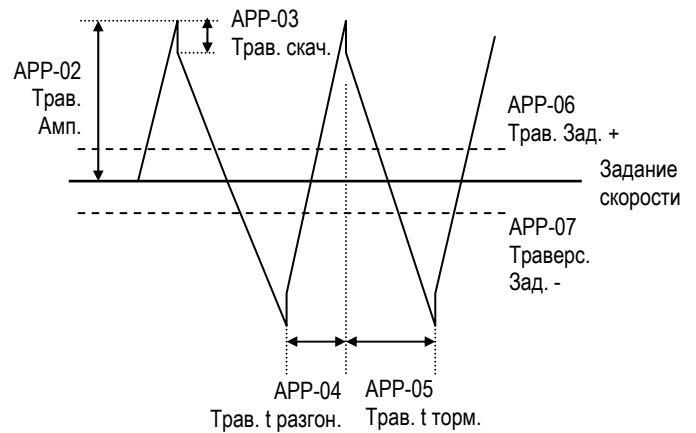 APP-03
Трав. скач.
APP-02
Трав.
Амп.
APP-06
Трав. Зад. +
Задание
скорости
APP-07
Траверс.
Зад. -
APP-04
Трав. t разгон.
APP-05
Трав. t торм.